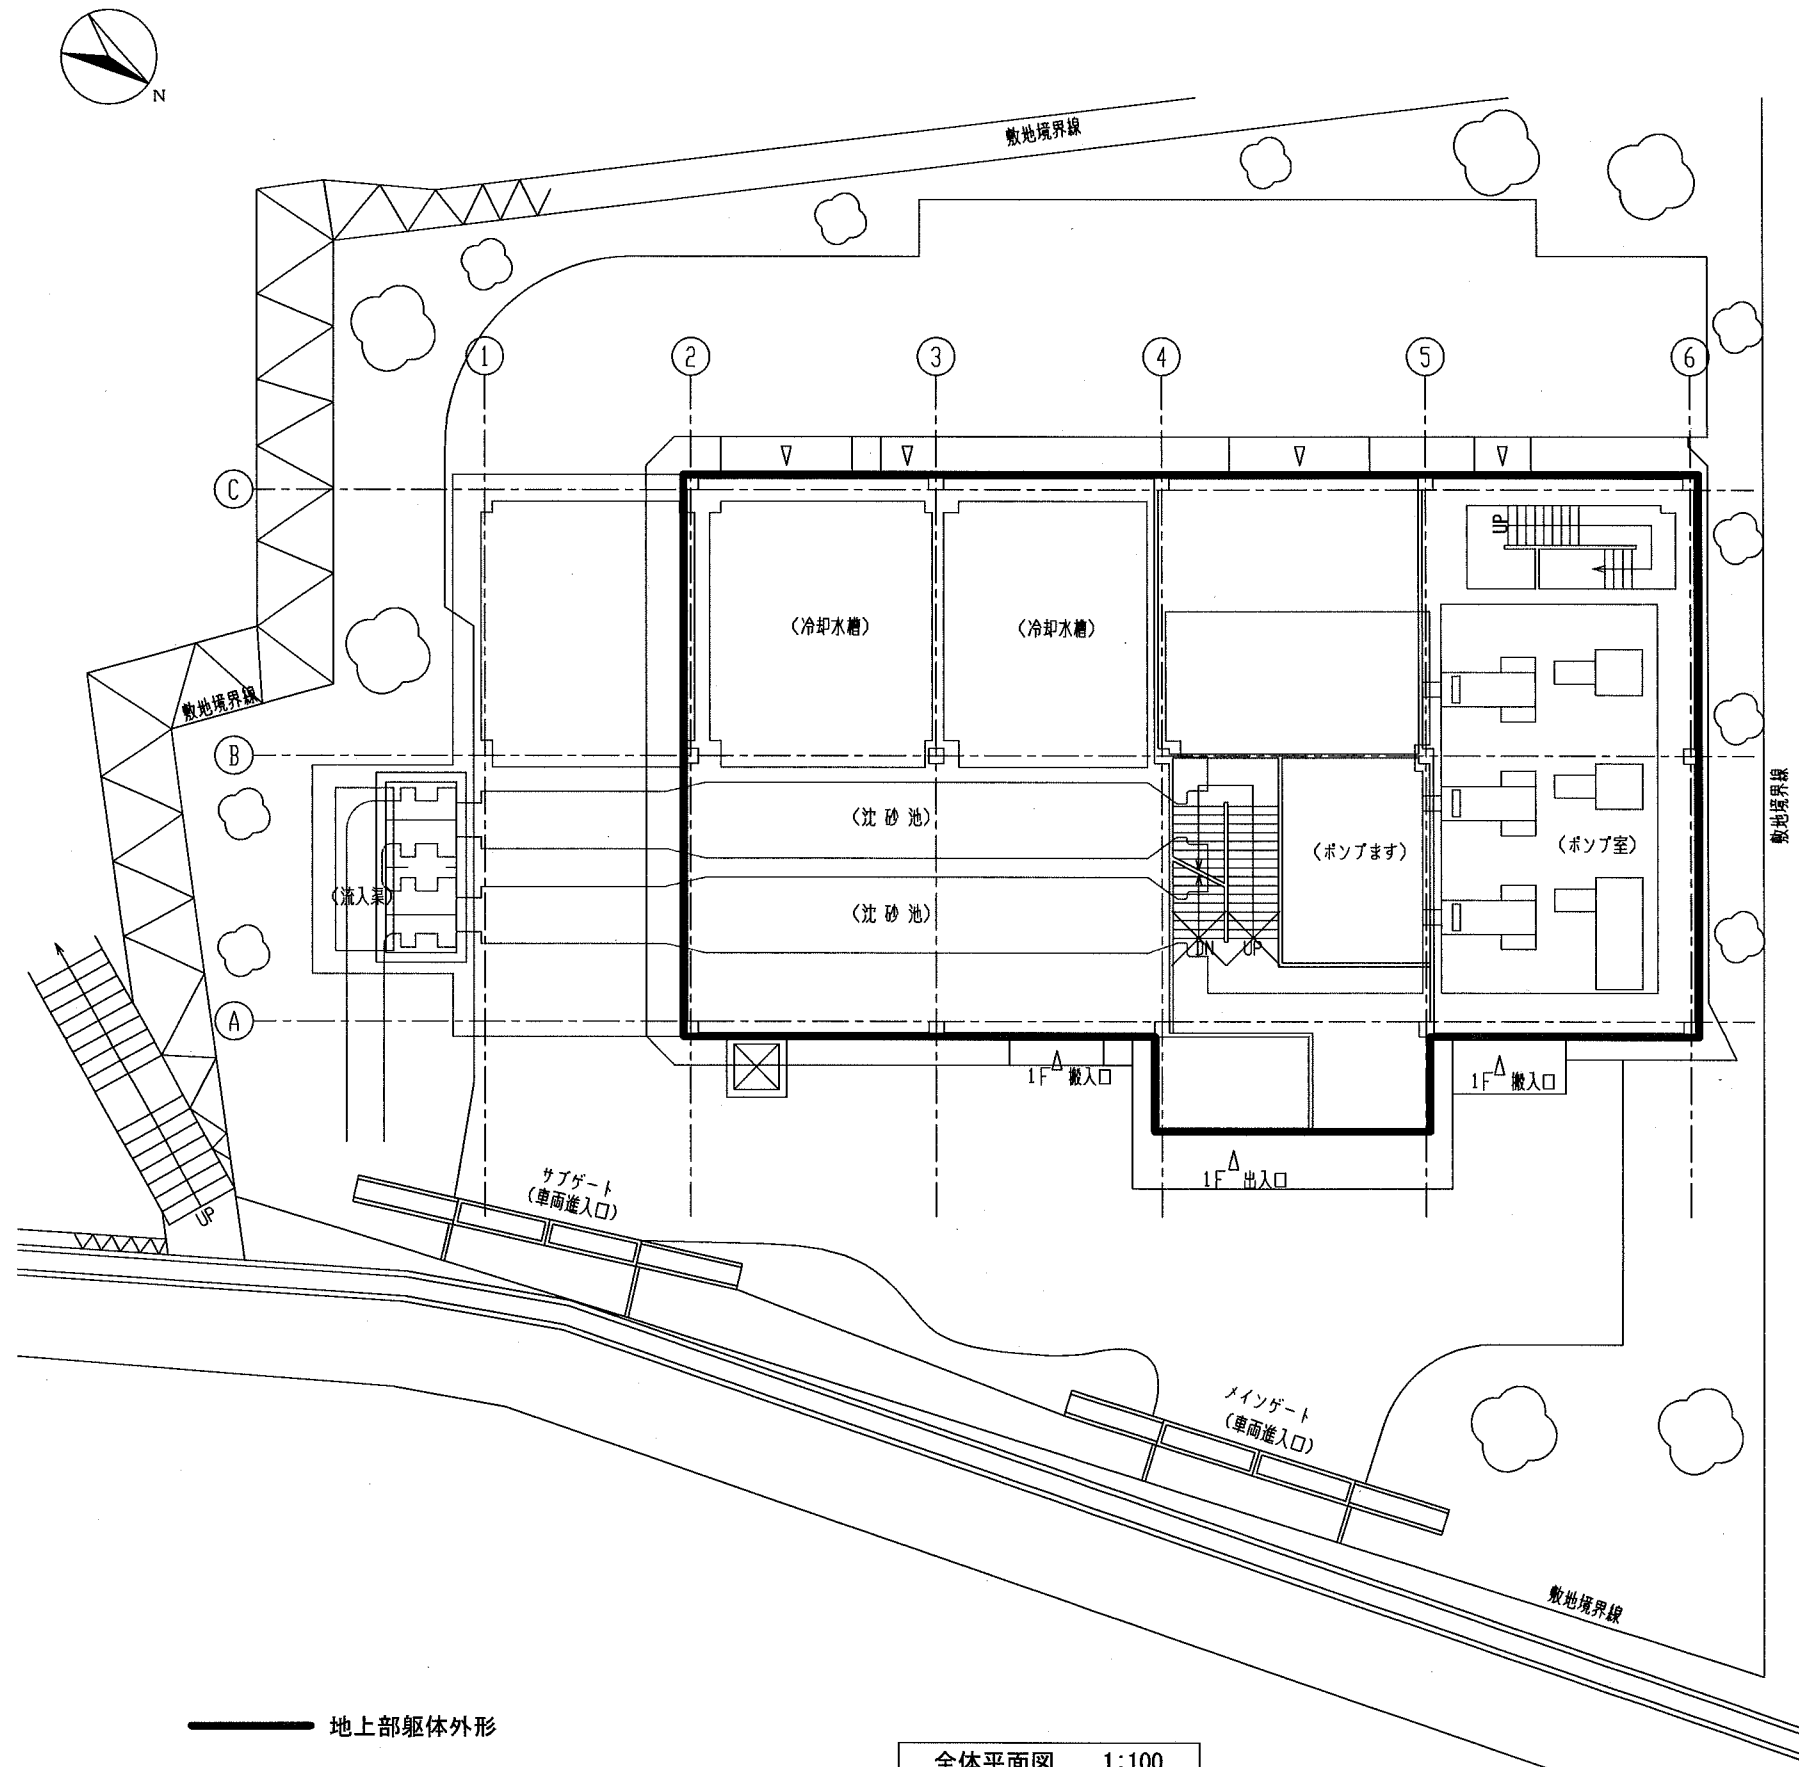 N
敷地境界線
1
2
3
4
5
6
C
UP
(冷却水槽)
(冷却水槽)
敷地境界線
B
敷地境界線
(沈砂池)
(ポンプます)
(ポンプ室)
(流入渠)
(沈砂池)
DN
UP
A
1F 搬入口
1F 搬入口
1F 出入口
サブゲート
(車両進入口)
UP
メインゲート
(車両進入口)
敷地境界線
地上部躯体外形
全体平面図 1:100